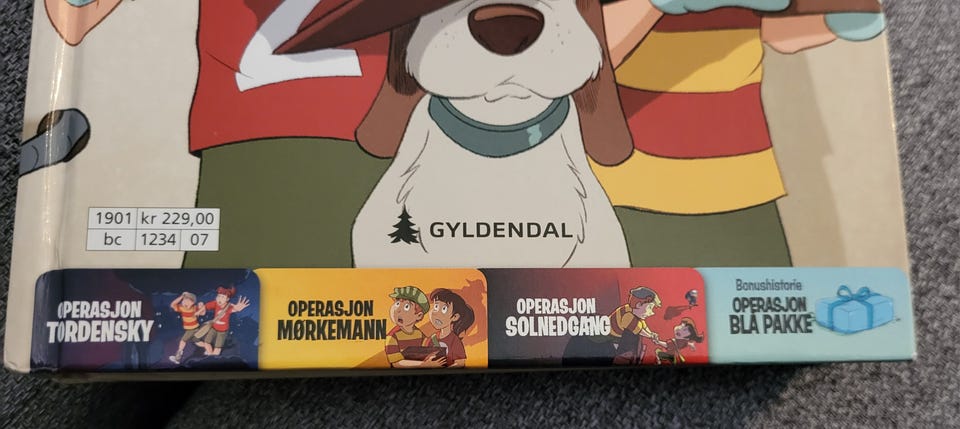 1901 kr 229,00
bc 1234 07
GYLDENDAL
OPERASJON
TORDENSKY
OPERASJON
MØRKEMANN
OPERASJON
SOLNEDGANG
Bonushistorie
OPERASJON
BLÅ PAKKE